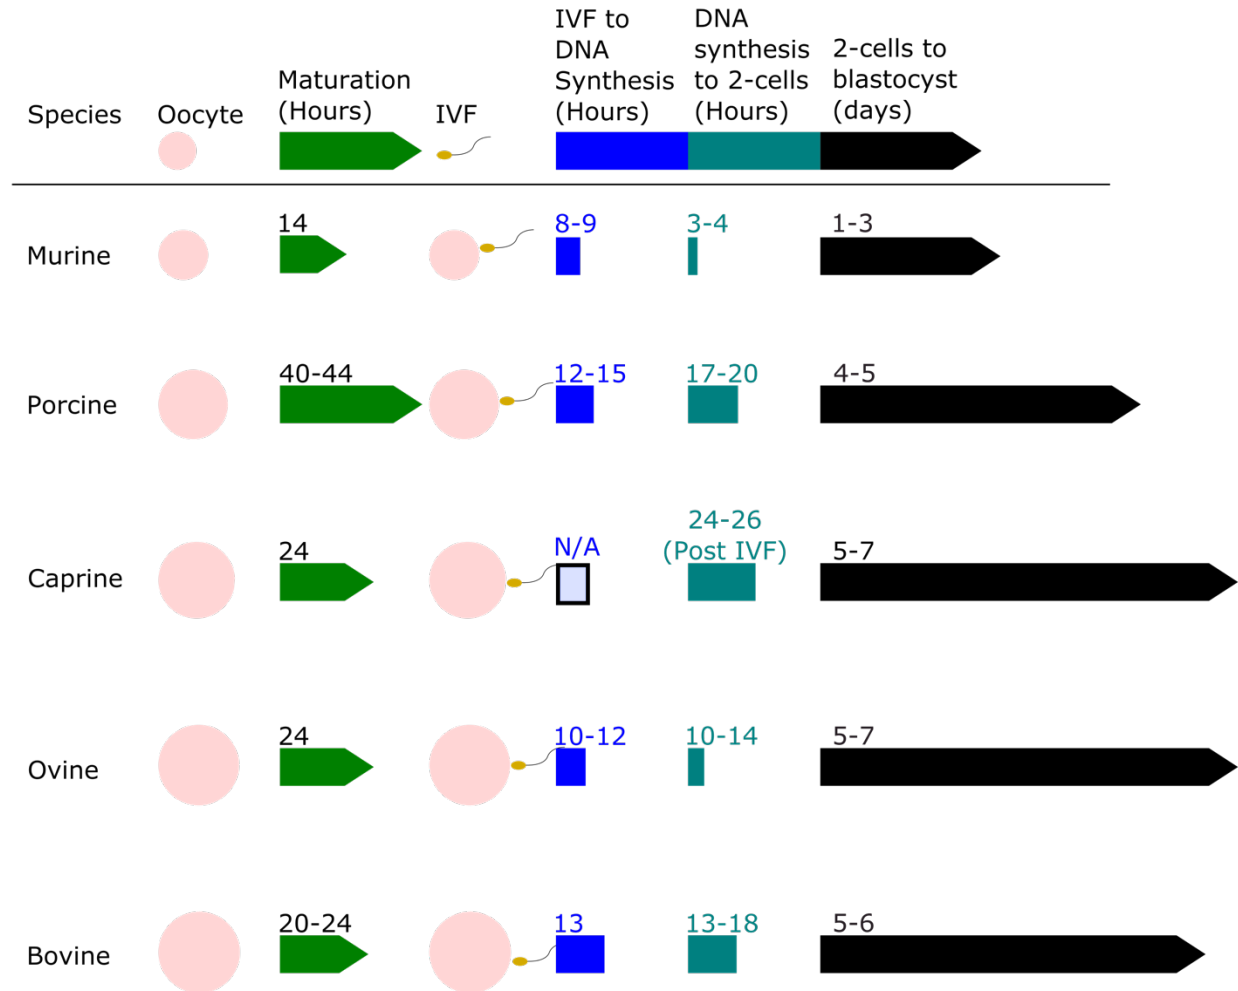 Species
Oocyte
Maturation
(Hours)
IVF
IVF to
DNA
Synthesis
(Hours)
DNA
synthesis
to 2-cells
(Hours)
2-cells to
blastocyst
(days)
Murine
14
8-9
3-4
1-3
Porcine
40-44
12-15
17-20
4-5
Caprine
24
N/A
24-26
(Post IVF)
5-7
Ovine
24
10-12
10-14
5-7
Bovine
20-24
13
13-18
5-6